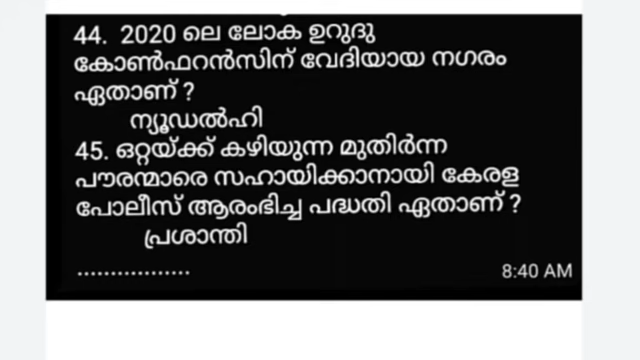 44. 2020 ലെ ലോക ഉറുദു
കോൺഫറൻസിന് വേദിയായ നഗരം
ഏതാണ് ?
ന്യൂഡൽഹി
45. ഒറ്റയ്ക്ക് കഴിയുന്ന മുതിർന്ന
പൗരന്മാരെ സഹായിക്കാനായി കേരള
പോലീസ് ആരംഭിച്ച പദ്ധതി ഏതാണ് ?
പ്രശാന്തി
................. 8:40 AM